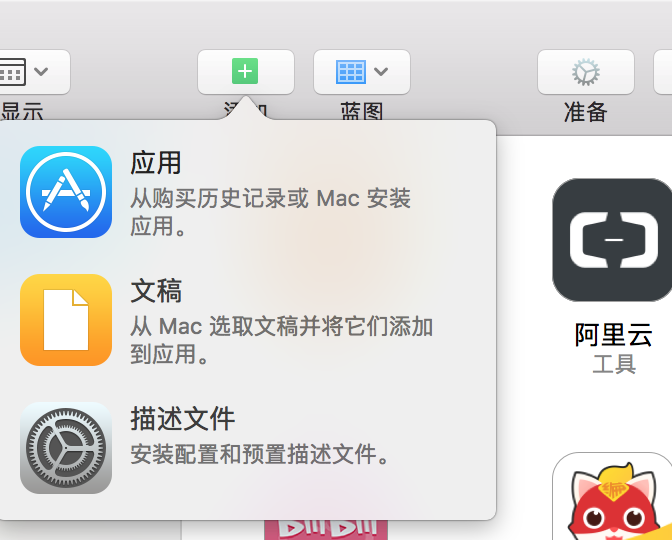 显示
添加
蓝图
准备
应用
从购买历史记录或 Mac 安装
应用。
文稿
从 Mac 选取文稿并将它们添加
到应用。
描述文件
安装配置和预置描述文件。
阿里云
工具